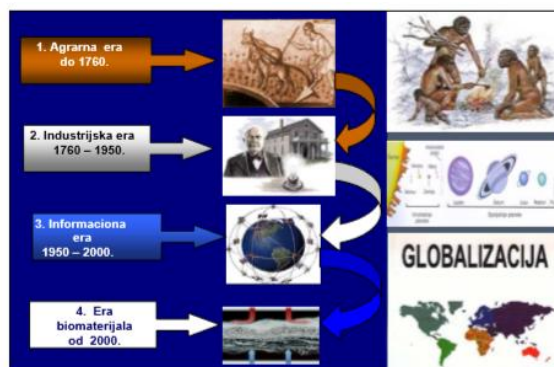 1. Agrarna era
do 1760.
2. Industrijska era
1760 – 1950.
3. Informaciona
era
1950 – 2000.
4. Era
biomaterijala
od 2000.
GLOBALIZACIJA